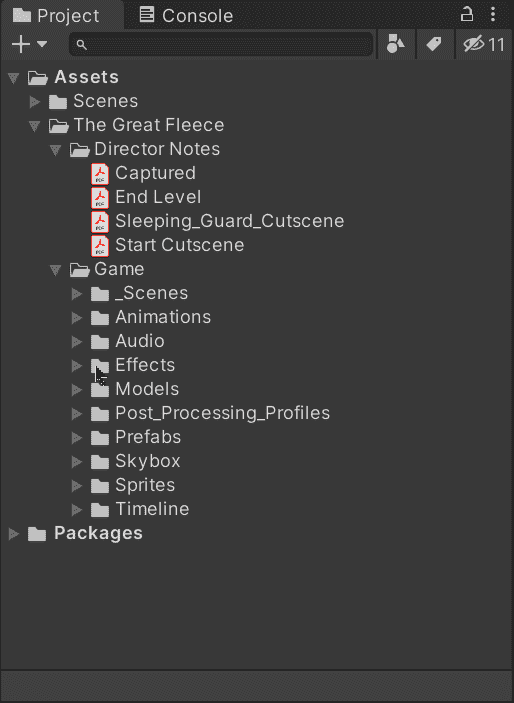 Project Console
11
Assets
Scenes
The Great Fleece
Director Notes
Captured
End Level
Sleeping_Guard_Cutscene
Start Cutscene
Game
_Scenes
Animations
Audio
Effects
Models
Post_Processing_Profiles
Prefabs
Skybox
Sprites
Timeline
Packages